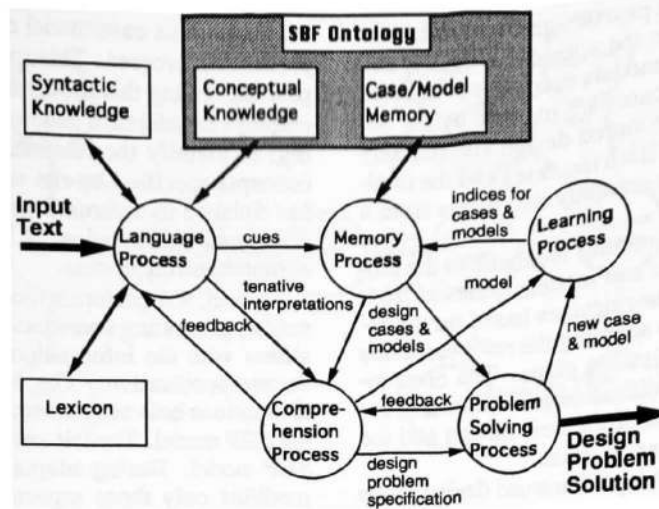 SBF Ontology
Syntactic
Knowledge
Conceptual
Knowledge
Case/Model
Memory
Input
Text
Language
Process
cues
Memory
Process
indices for
cases &
models
Learning
Process
tenative
interpretations
model
feedback
design
cases &
models
new case
& model
Lexicon
Compre-
hension
Process
feedback
Problem
Solving
Process
design
problem
specification
Design
Problem
Solution